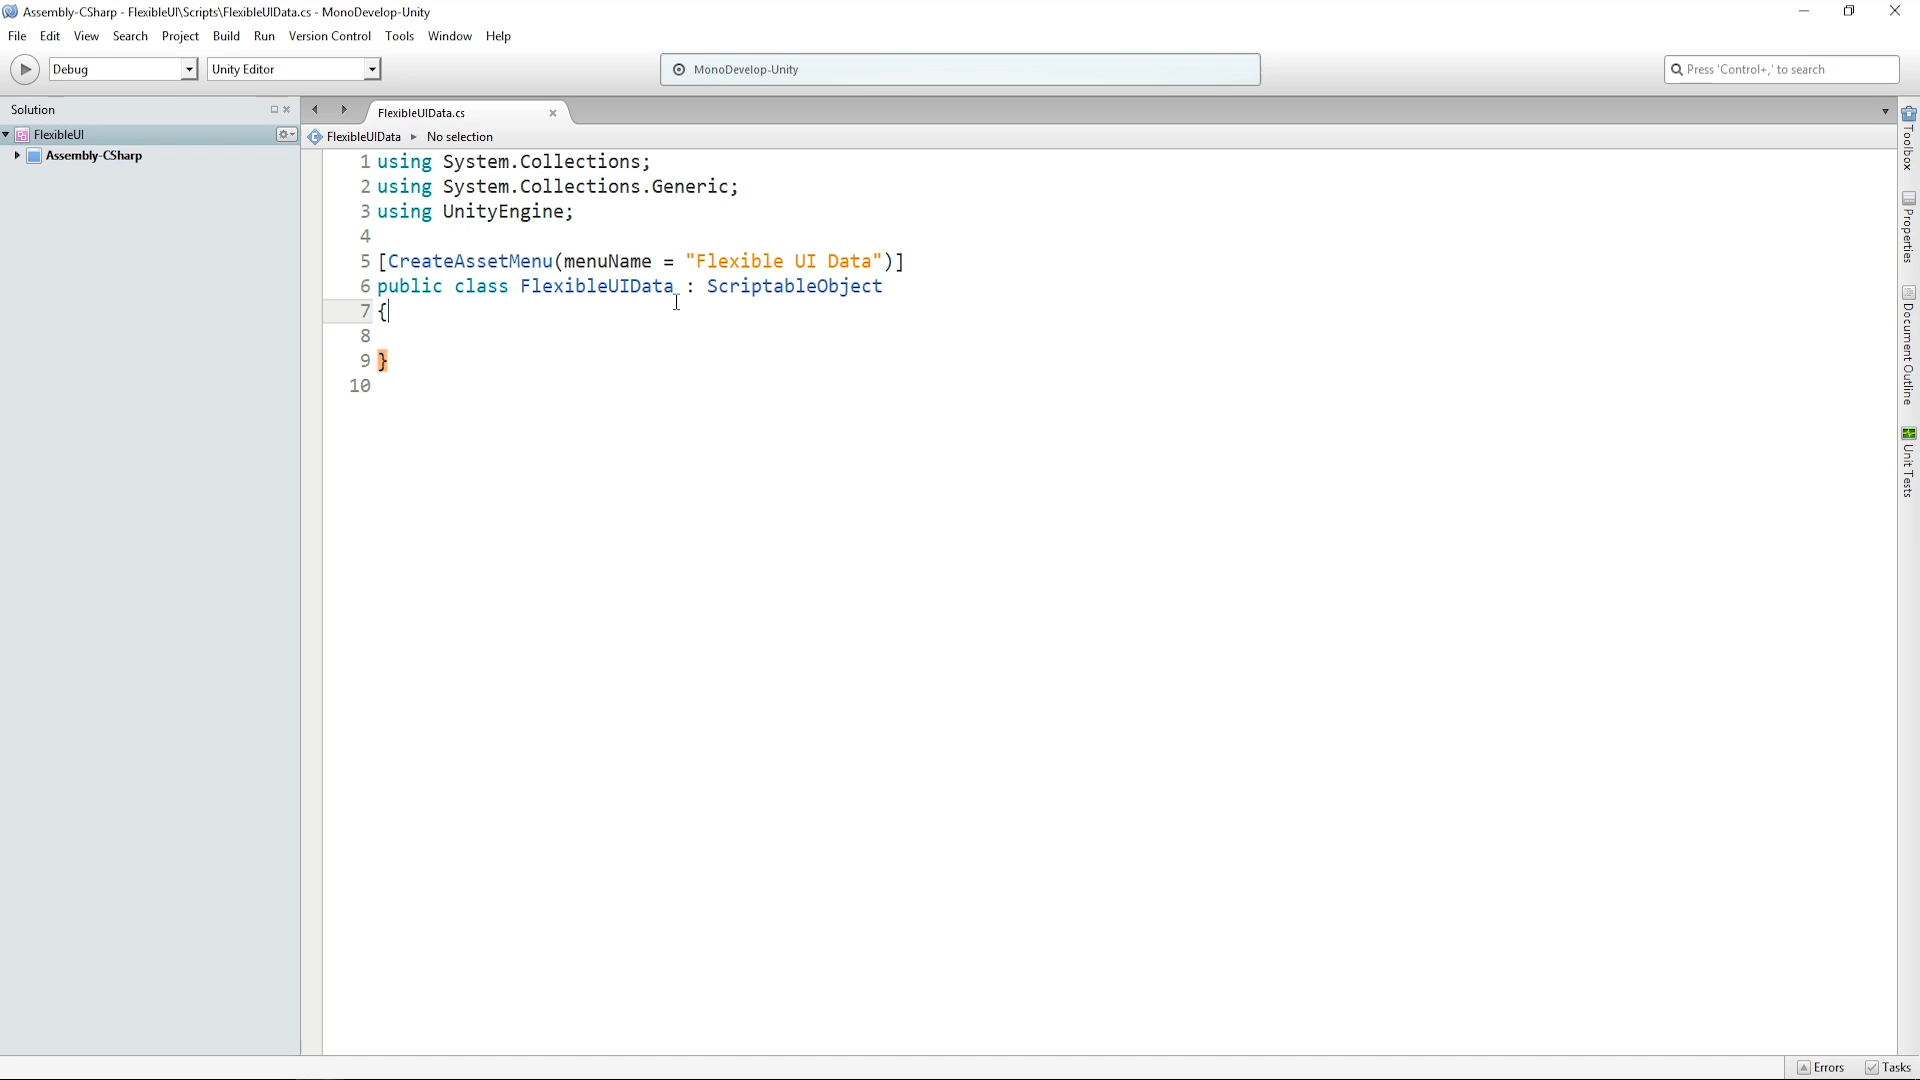 Assembly-CSharp - FlexibleUI\Scripts\FlexibleUIData.cs - MonoDevelop-Unity
File Edit View Search Project Build Run Version Control Tools Window Help
Debug Unity Editor MonoDevelop-Unity Press 'Control+,' to search
Solution
FlexibleUI
Assembly-CSharp
FlexibleUIData.cs
FlexibleUIData No selection
1 using System.Collections;
2 using System.Collections.Generic;
3 using UnityEngine;
4
5 [CreateAssetMenu(menuName = "Flexible UI Data")]
6 public class FlexibleUIData : ScriptableObject
7 {
8
9 }
10
Toolbox
Properties
Document Outline
Unit Tests
Errors Tasks